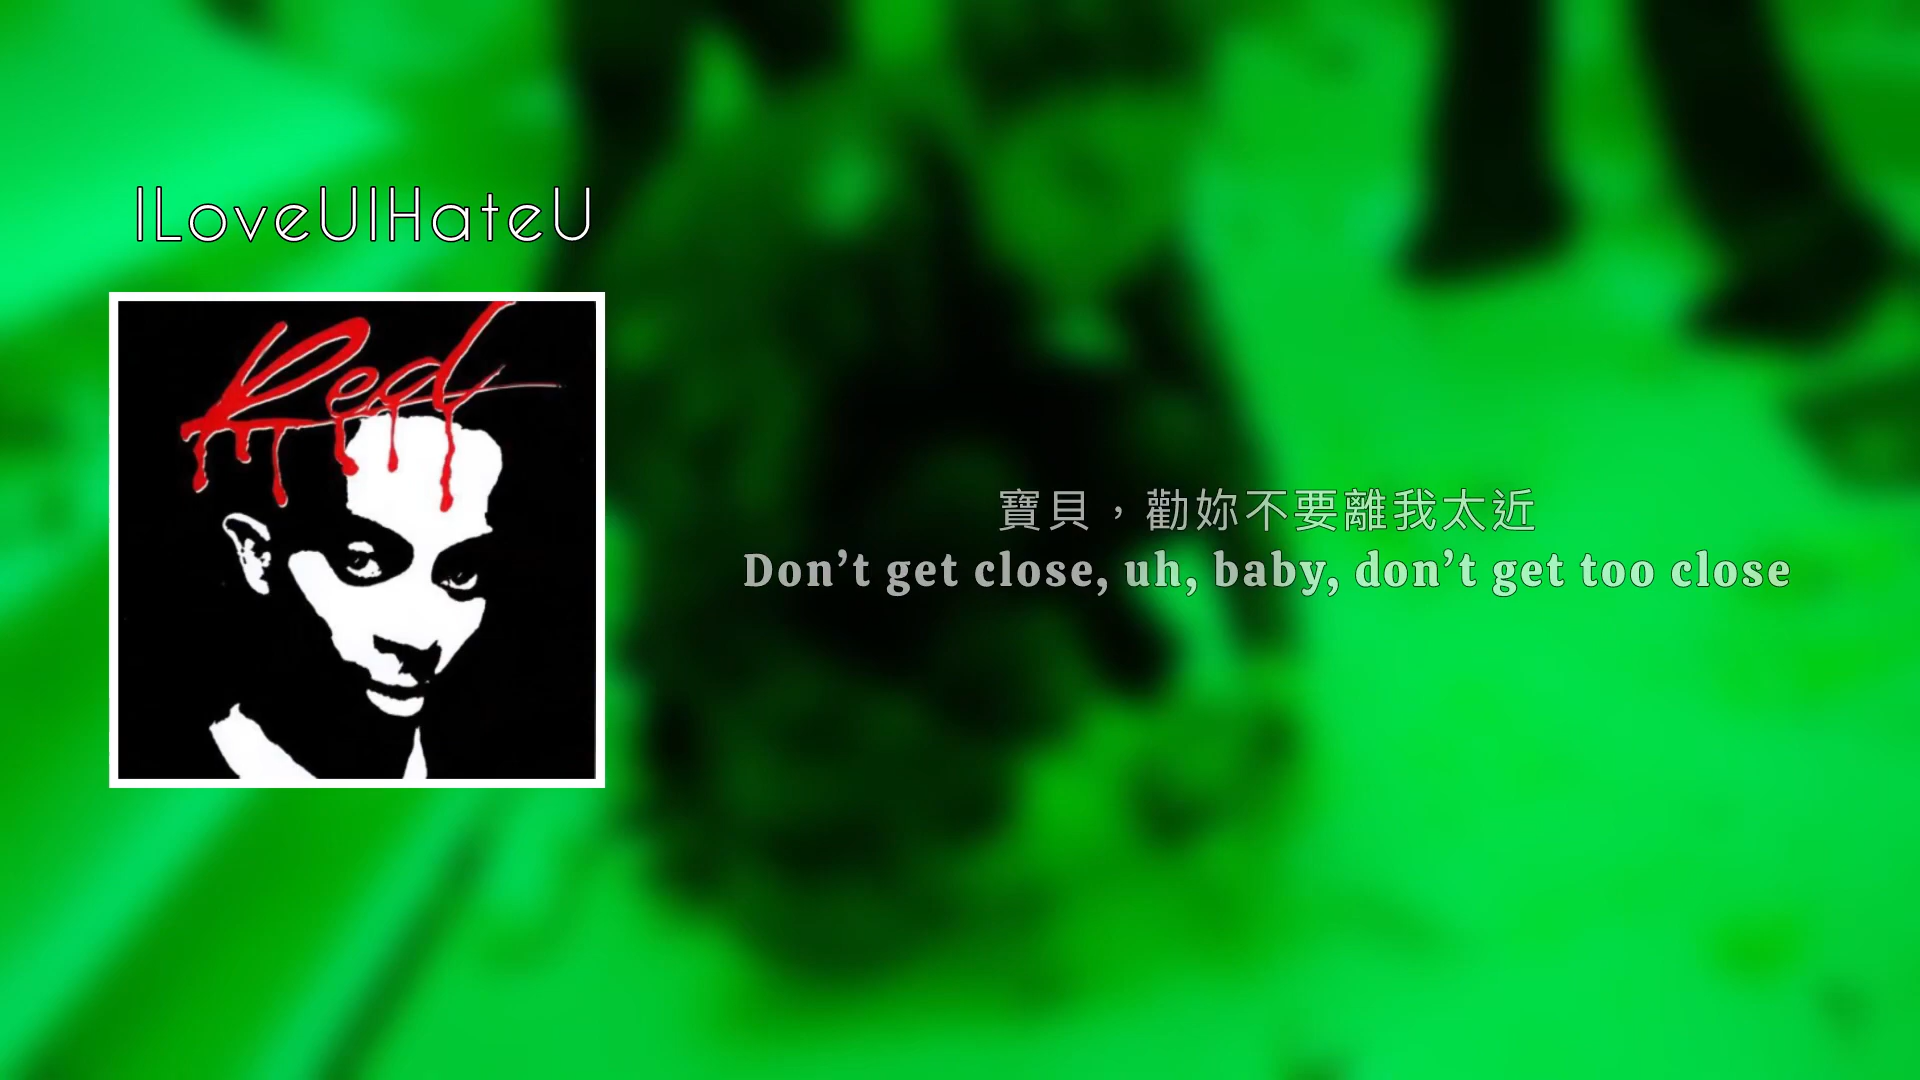 ILoveUIHateU
Red
寶貝，勸妳不要離我太近
Don’t get close, uh, baby, don’t get too close